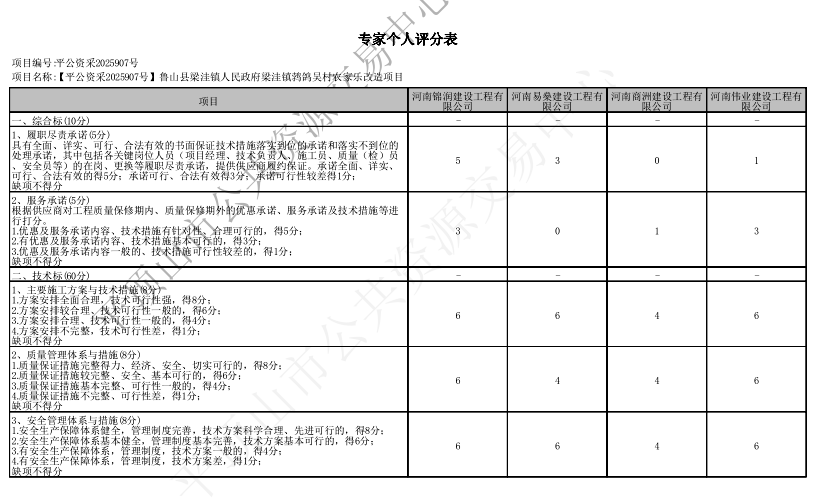 专家个人评分表
项目编号:平公资采2025907号
项目名称:【平公资采2025907号】鲁山县梁洼镇人民政府梁洼镇鹁鸽吴村农家乐改造项目
项目 河南锦润建设工程有限公司 河南易燊建设工程有限公司 河南商洲建设工程有限公司 河南伟业建设工程有限公司
一、综合标(10分) - - - -
1、履职尽责承诺(5分)
具有全面、详实、可行、合法有效的书面保证技术措施落实到位的承诺和落实不到位的
处理承诺，其中包括各关键岗位人员（项目经理、技术负责人、施工员、质量（检）员
、安全员等）的在岗、更换等履职尽责承诺，提供供应商履约保证。承诺全面、详实、
可行、合法有效的得5分；承诺可行、合法有效得3分、承诺可行性较差得1分；
缺项不得分
5 3 0 1
2、服务承诺(5分)
根据供应商对工程质量保修期内、质量保修期外的优惠承诺、服务承诺及技术措施等进
行打分。
1.优惠及服务承诺内容、技术措施有针对性、合理可行的，得5分；
2.有优惠及服务承诺内容、技术措施基本可行的，得3分；
3.优惠及服务承诺内容一般的、技术措施可行性较差的，得1分；
缺项不得分
3 0 1 3
二、技术标(60分) - - - -
1、主要施工方案与技术措施(8分)
1.方案安排全面合理，技术可行性强，得8分；
2.方案安排较合理、技术可行性一般的，得6分；
3.方案安排合理、技术可行性一般的，得4分；
4.方案安排不完整，技术可行性差，得1分；
缺项不得分
6 6 4 6
2、质量管理体系与措施(8分)
1.质量保证措施完整得力、经济、安全、切实可行的，得8分；
2.质量保证措施较完整、安全、基本可行的，得6分；
3.质量保证措施基本完整、可行性一般的，得4分；
4.质量保证措施不完整、可行性差，得1分；
缺项不得分
6 4 4 6
3、安全管理体系与措施(8分)
1.安全生产保障体系健全，管理制度完善，技术方案科学合理、先进可行的，得8分；
2.安全生产保障体系基本健全，管理制度基本完善，技术方案基本可行的，得6分；
3.有安全生产保障体系，管理制度，技术方案一般的，得4分；
4.有安全生产保障体系，管理制度，技术方案差，得1分；
缺项不得分
6 6 4 6
平顶山市公共资源交易中心
平顶山市公共资源交易中心